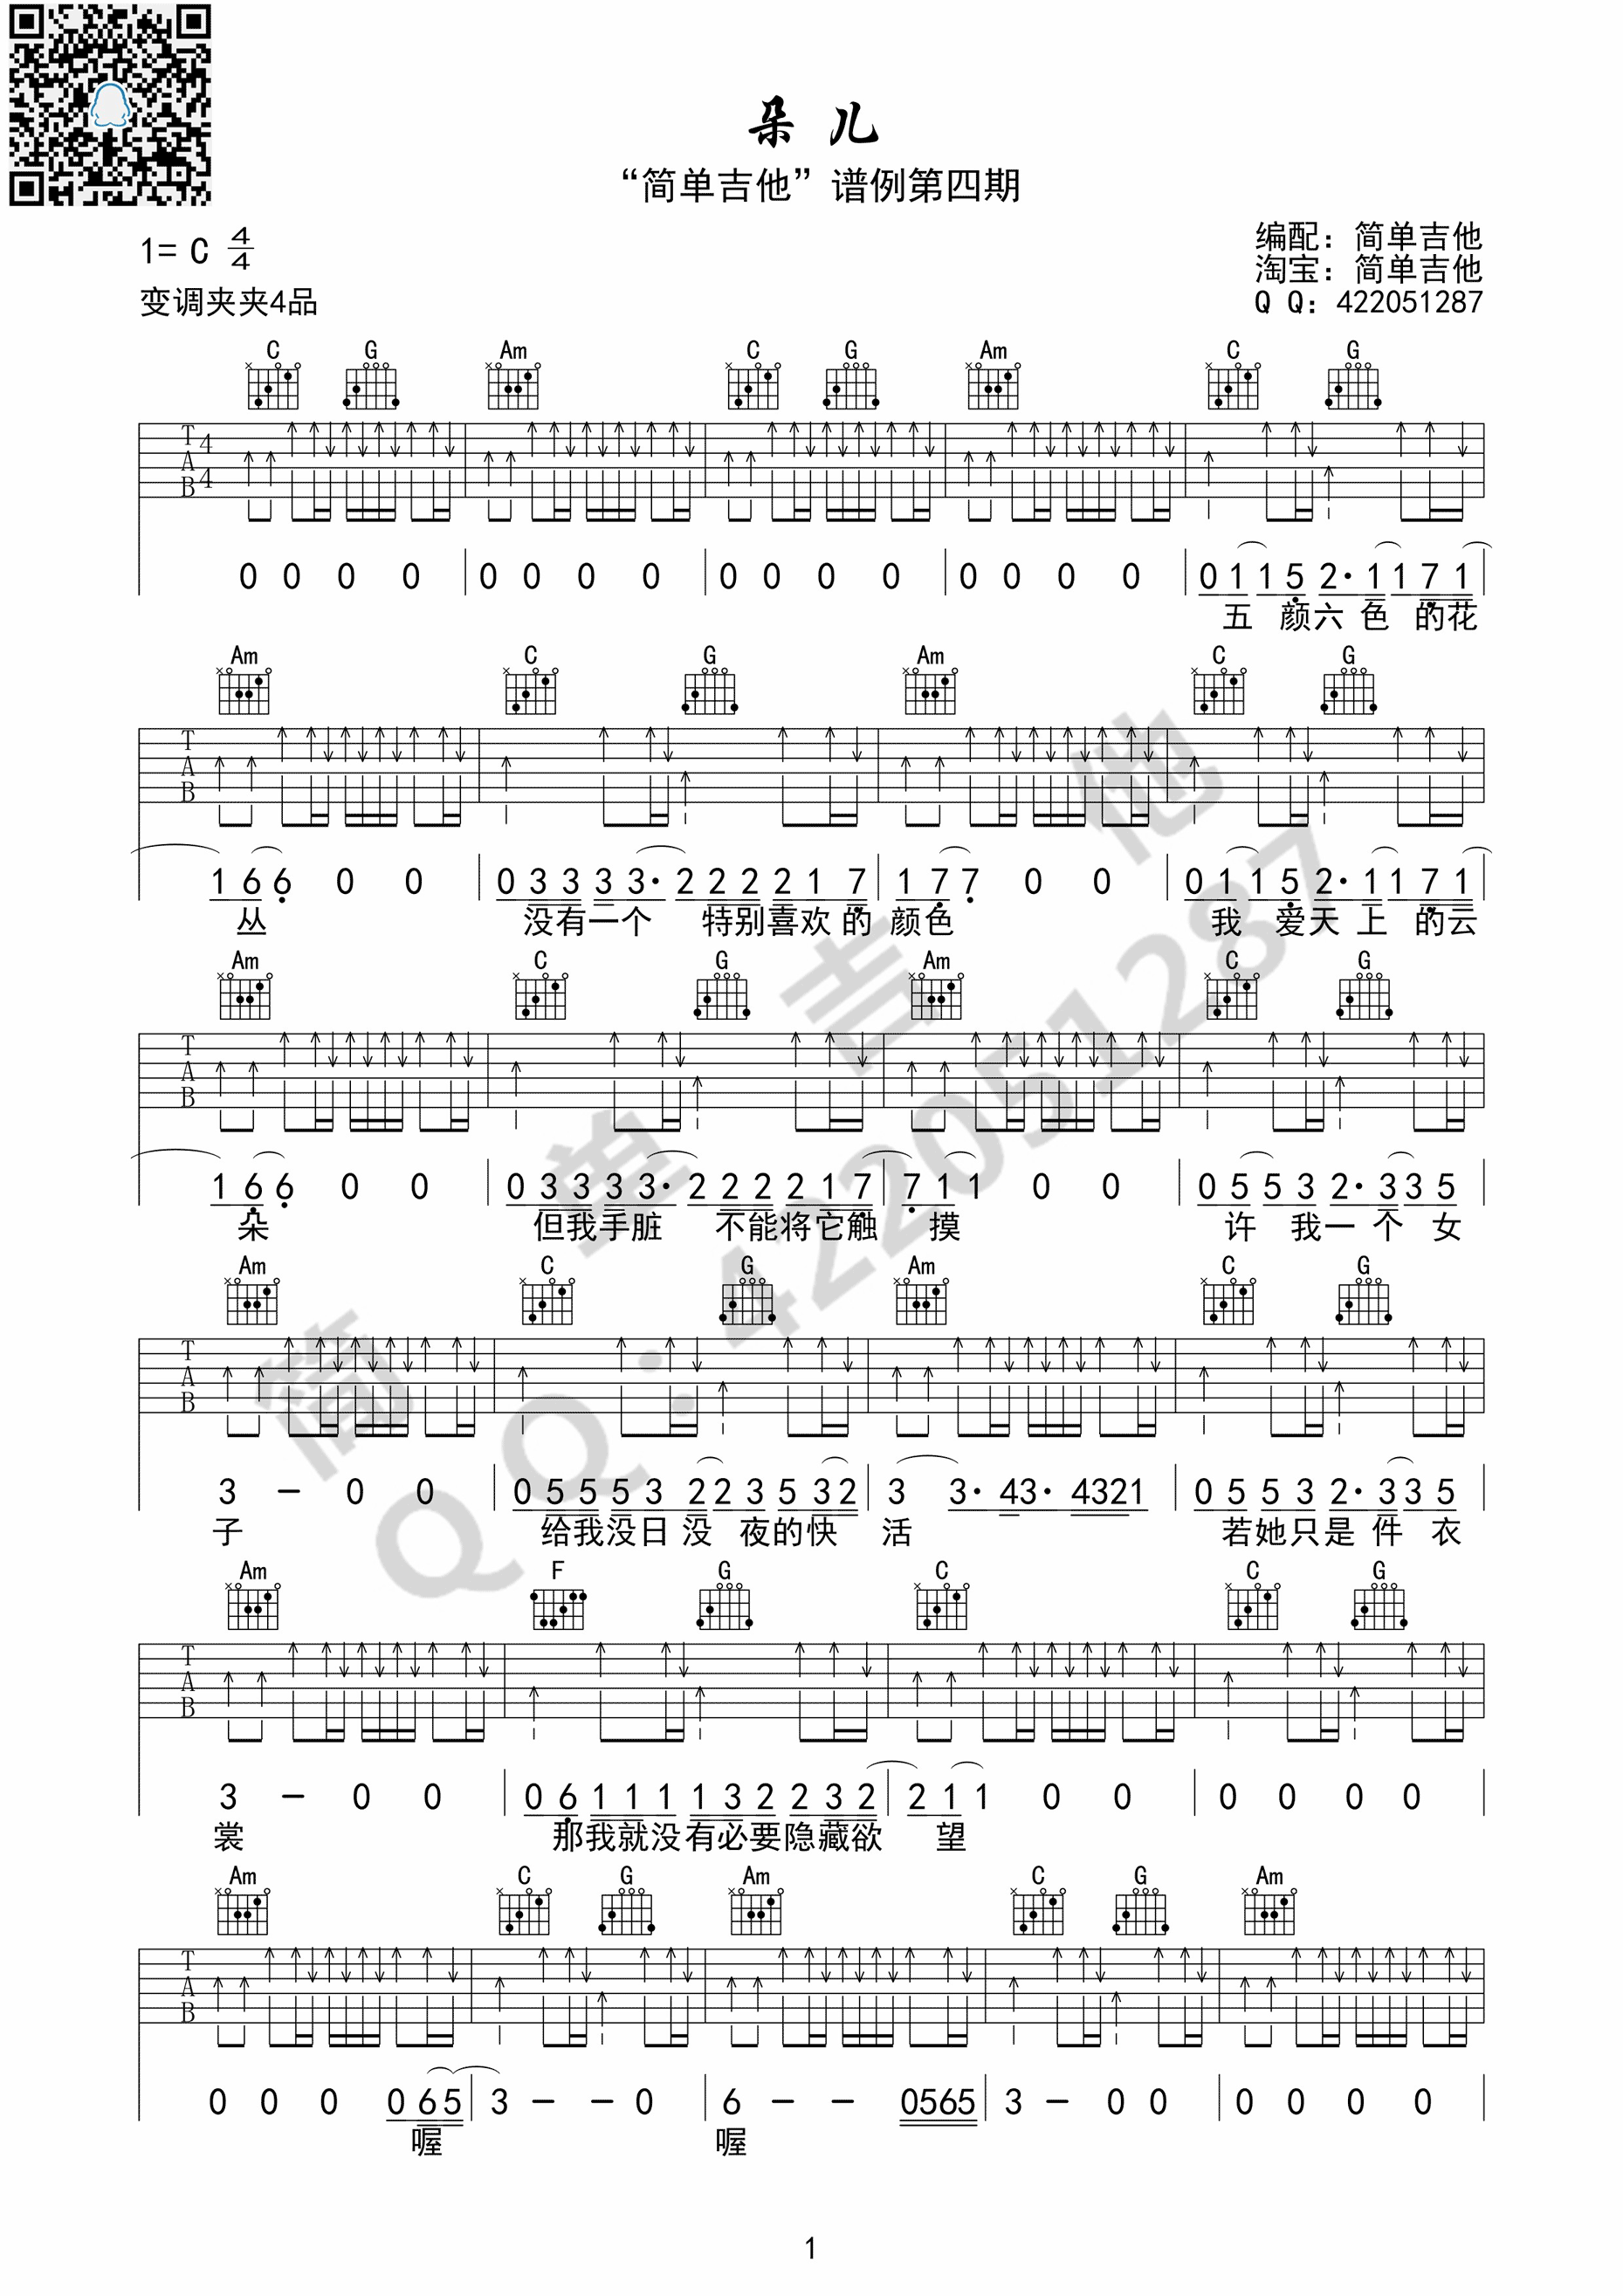 朵 儿
“简单吉他”谱例第四期
1= C 4/4
编配：简单吉他
淘宝：简单吉他
变调夹夹4品
Q Q：422051287
C G Am C G Am C G
T A B 4 4
0 0 0 0 | 0 0 0 0 | 0 0 0 0 | 0 0 0 0 | 0 1 1 5 2· 1 1 7 1
五 颜 六 色 的 花
Am C G Am C G
T A B
1 6 6 0 0 | 0 3 3 3 3· 2 2 2 2 1 7 | 1 7 7 0 0 | 0 1 1 5 2· 1 1 7 1
丛 没有一个 特别喜欢的 颜色 我 爱天 上 的云
Am C G Am C G
T A B
1 6 6 0 0 | 0 3 3 3 3· 2 2 2 2 1 7 | 7 1 1 0 0 | 0 5 5 3 2· 3 3 5
朵 但我手脏 不能将它触 摸 许 我一 个 女
Am C G Am C G
T A B
3 － 0 0 | 0 5 5 5 3 2 2 3 5 3 2 | 3 3· 4 3· 4 3 2 1 | 0 5 5 3 2· 3 3 5
子 给我没日 没 夜的快 活 若她只是 件 衣
Am F G C C G
T A B
3 － 0 0 | 0 6 1 1 1 1 3 2 2 3 2 | 2 1 1 0 0 | 0 0 0 0
裳 那我就没有必要隐藏欲 望
Am C G Am C G Am
T A B
0 0 0 0 6 5 | 3 － － 0 | 6 － － 0 5 6 5 | 3 － 0 0 | 0 0 0 0
喔 喔
简 单 吉 他
QQ：422051287
1